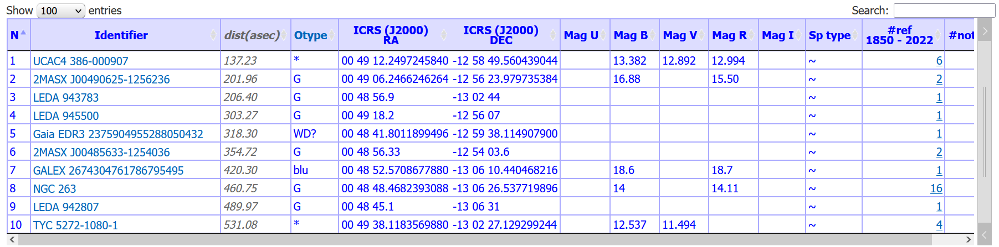 Show 100 entries Search:
N Identifier dist(asec) Otype ICRS (J2000) RA ICRS (J2000) DEC Mag U Mag B Mag V Mag R Mag I Sp type #ref 1850 - 2022 #not
1 UCAC4 386-000907 137.23 * 00 49 12.2497245840 -12 58 49.560439044 13.382 12.892 12.994 ~ 6
2 2MASX J00490625-1256236 201.96 G 00 49 06.2466246264 -12 56 23.979735384 16.88 15.50 ~ 2
3 LEDA 943783 206.40 G 00 48 56.9 -13 02 44 ~ 1
4 LEDA 945500 303.27 G 00 49 18.2 -12 56 07 ~ 1
5 Gaia EDR3 2375904955288050432 318.30 WD? 00 48 41.8011899496 -12 59 38.114907900 ~ 1
6 2MASX J00485633-1254036 354.72 G 00 48 56.33 -12 54 03.6 ~ 2
7 GALEX 2674304761786795495 420.30 blu 00 48 52.5708677880 -13 06 10.440468216 18.6 18.7 ~ 1
8 NGC 263 460.75 G 00 48 48.4682393088 -13 06 26.537719896 14 14.11 ~ 16
9 LEDA 942807 489.97 G 00 48 45.1 -13 06 31 ~ 1
10 TYC 5272-1080-1 531.08 * 00 49 38.1183569880 -13 02 27.129299244 12.537 11.494 ~ 4